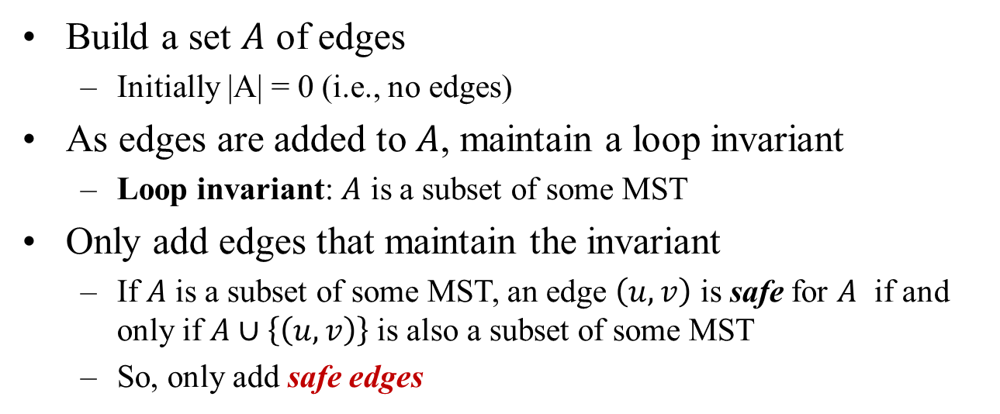 • Build a set A of edges
– Initially |A| = 0 (i.e., no edges)
• As edges are added to A, maintain a loop invariant
– Loop invariant: A is a subset of some MST
• Only add edges that maintain the invariant
– If A is a subset of some MST, an edge (u, v) is safe for A if and
only if A ∪ {(u, v)} is also a subset of some MST
– So, only add safe edges